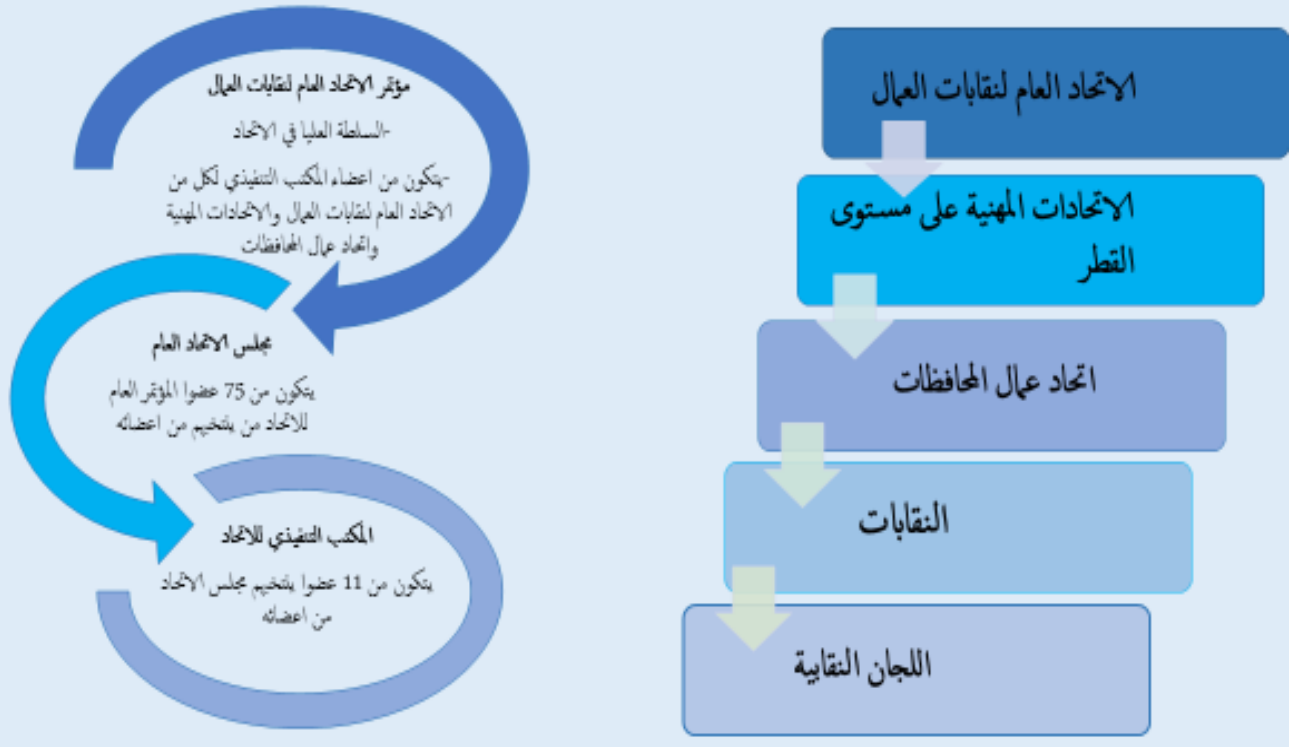 الاتحاد العام لنقابات العمال
الاتحادات المهنية على مستوى
القطر
اتحاد عمال المحافظات
النقابات
اللجان النقابية
مؤتمر الاتحاد العام لنقابات العمال
-السلطة العليا في الاتحاد
-يتكون من اعضاء المكتب التنفيذي لكل من
الاتحاد العام لنقابات العمال والاتحادات المهنية
واتحاد عمال المحافظات
مجلس الاتحاد العام
يتكون من 75 عضوا المؤتمر العام
للاتحاد من ينتخبهم من اعضائه
المكتب التنفيذي للاتحاد
يتكون من 11 عضوا ينتخبهم مجلس الاتحاد
من اعضائه